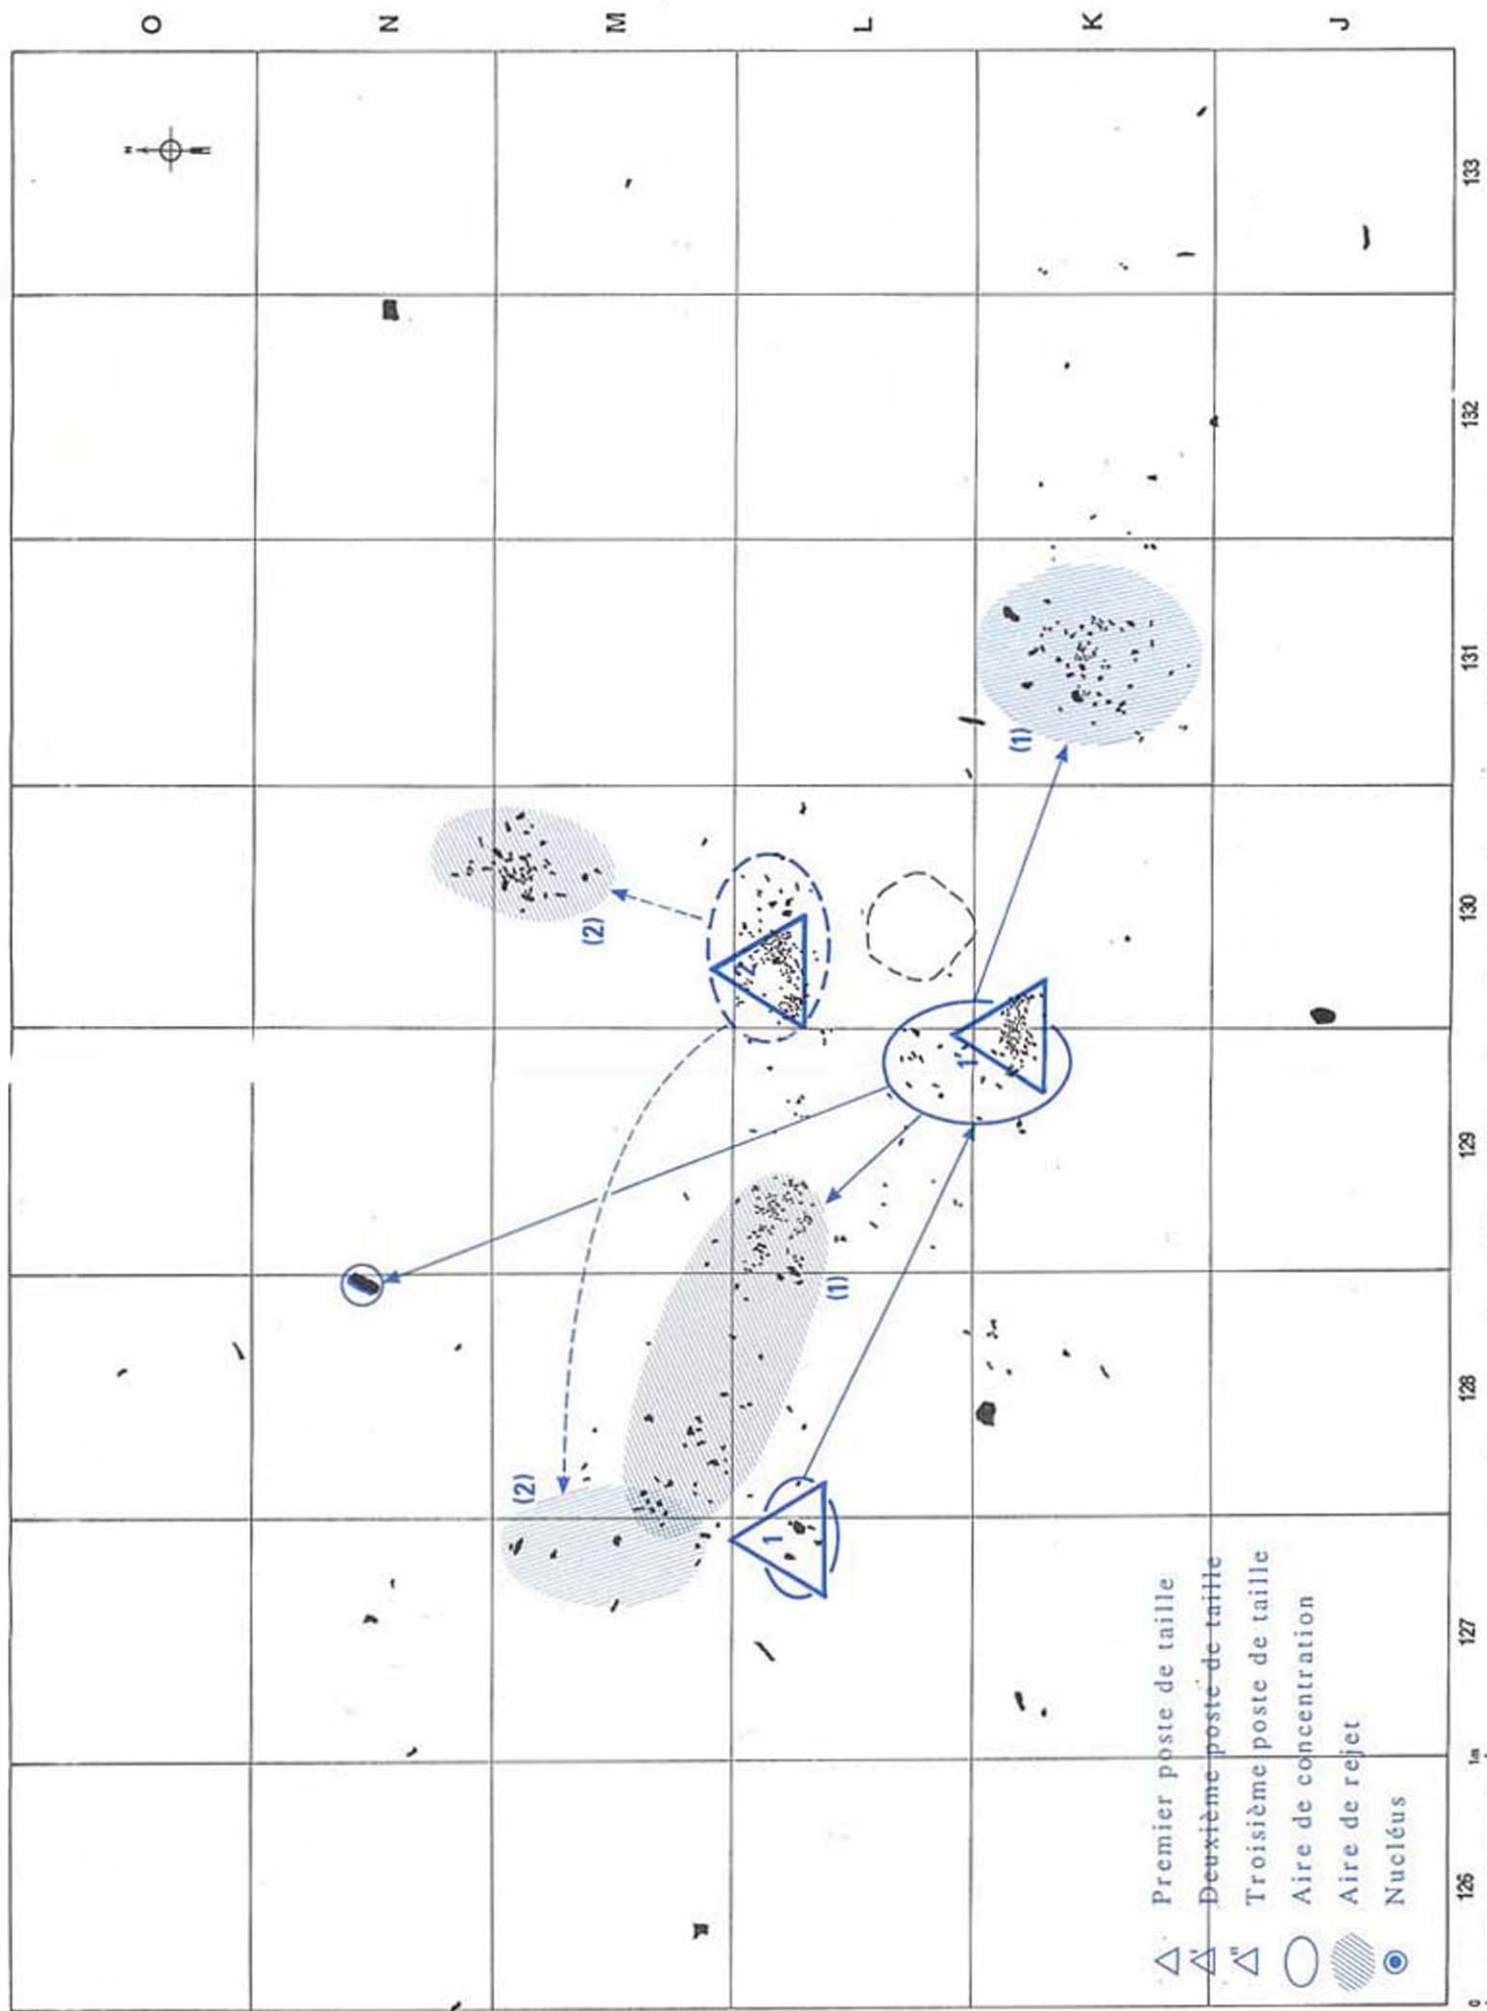 O
N
M
L
K
J
133
132
131
130
129
128
127
126
1m
0
(1)
(2)
2
1'
(1)
(2)
1
Premier poste de taille
Deuxième poste de taille
Troisième poste de taille
Aire de concentration
Aire de rejet
Nucléus